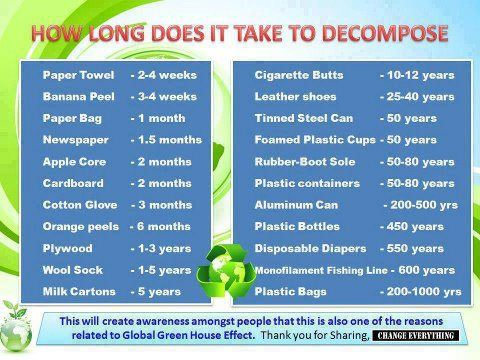 HOW LONG DOES IT TAKE TO DECOMPOSE
Paper Towel - 2-4 weeks
Banana Peel - 3-4 weeks
Paper Bag - 1 month
Newspaper - 1.5 months
Apple Core - 2 months
Cardboard - 2 months
Cotton Glove - 3 months
Orange peels - 6 months
Plywood - 1-3 years
Wool Sock - 1-5 years
Milk Cartons - 5 years
Cigarette Butts - 10-12 years
Leather shoes - 25-40 years
Tinned Steel Can - 50 years
Foamed Plastic Cups - 50 years
Rubber-Boot Sole - 50-80 years
Plastic containers - 50-80 years
Aluminum Can - 200-500 yrs
Plastic Bottles - 450 years
Disposable Diapers - 550 years
Monofilament Fishing Line - 600 years
Plastic Bags - 200-1000 yrs
This will create awareness amongst people that this is also one of the reasons
related to Global Green House Effect. Thank you for Sharing, CHANGE EVERYTHING